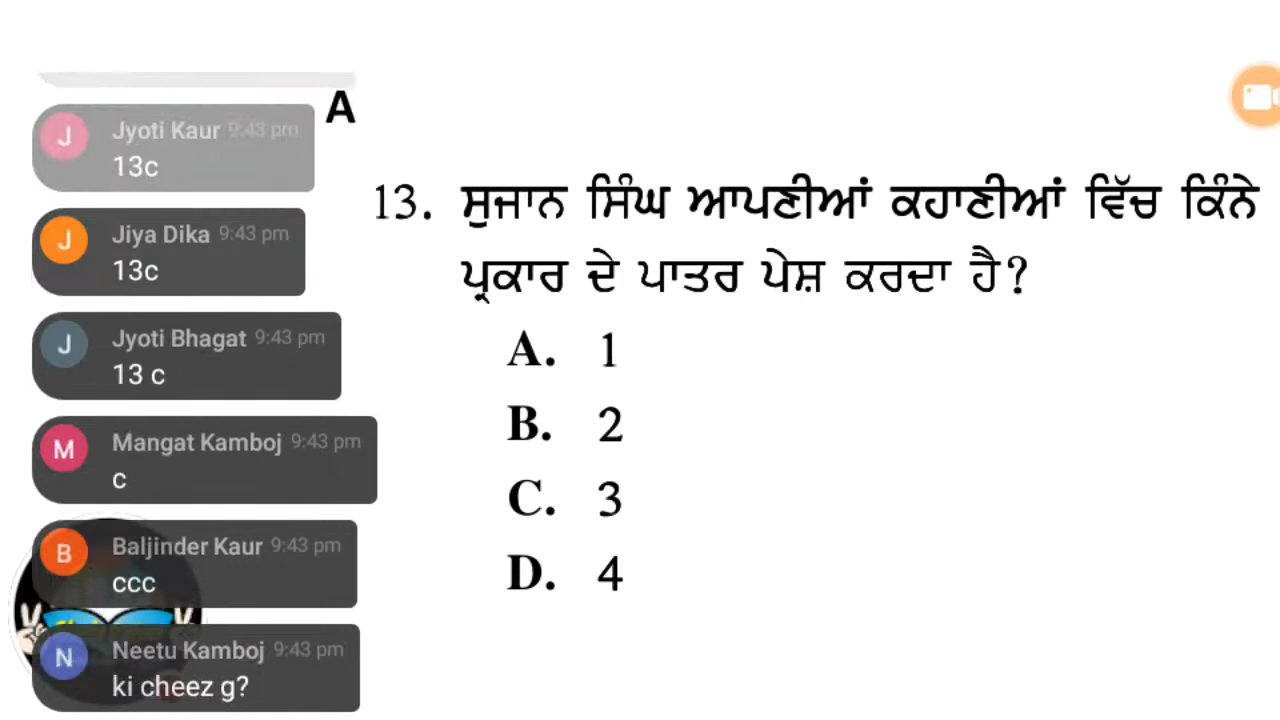 A
J
Jyoti Kaur 9:43 pm
13c
J
Jiya Dika 9:43 pm
13c
J
Jyoti Bhagat 9:43 pm
13 c
M
Mangat Kamboj 9:43 pm
c
B
Baljinder Kaur 9:43 pm
ccc
N
Neetu Kamboj 9:43 pm
ki cheez g?
13. ਸੁਜਾਨ ਸਿੰਘ ਆਪਣੀਆਂ ਕਹਾਣੀਆਂ ਵਿੱਚ ਕਿੰਨੇ
ਪ੍ਰਕਾਰ ਦੇ ਪਾਤਰ ਪੇਸ਼ ਕਰਦਾ ਹੈ?
A. 1
B. 2
C. 3
D. 4